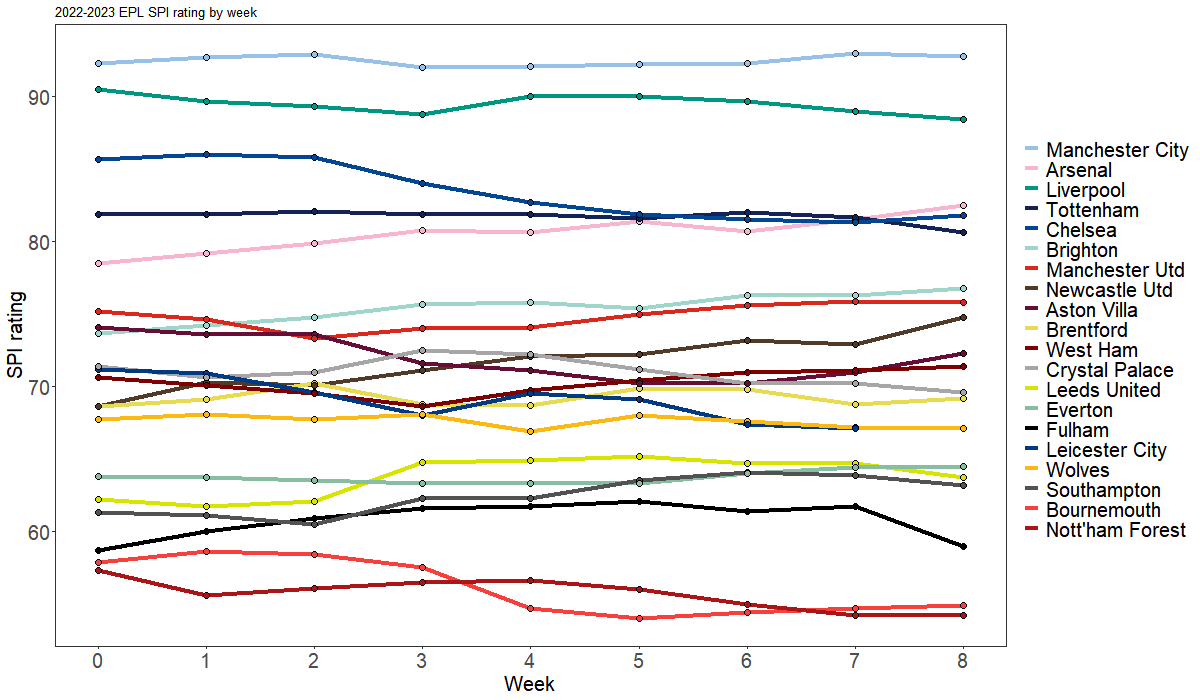 2022-2023 EPL SPI rating by week
SPI rating
90
80
70
60
0 1 2 3 4 5 6 7 8
Week
Manchester City
Arsenal
Liverpool
Tottenham
Chelsea
Brighton
Manchester Utd
Newcastle Utd
Aston Villa
Brentford
West Ham
Crystal Palace
Leeds United
Everton
Fulham
Leicester City
Wolves
Southampton
Bournemouth
Nott'ham Forest